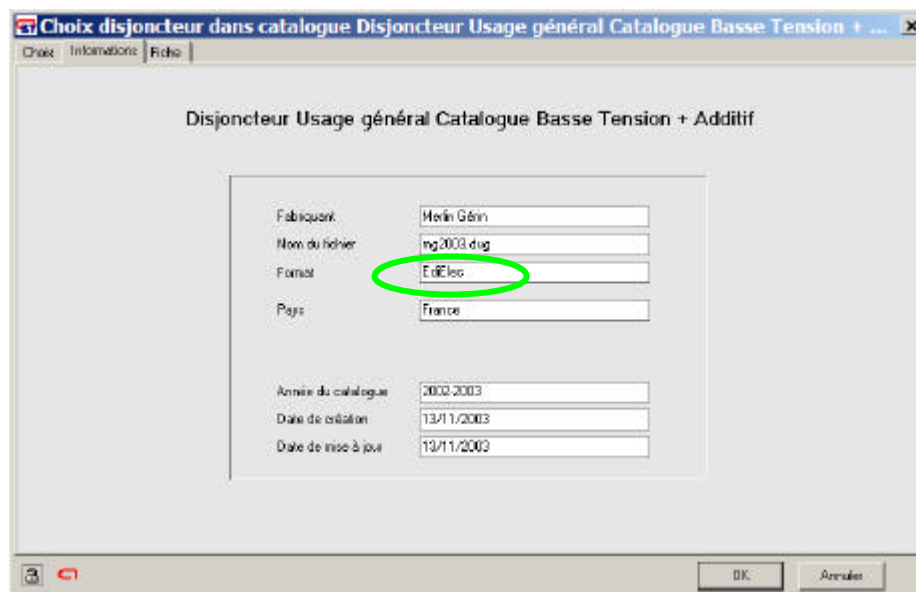 Choix disjoncteur dans catalogue Disjoncteur Usage général Catalogue Basse Tension + ...
Choix Informations Fiche
Disjoncteur Usage général Catalogue Basse Tension + Additif
Fabriquant Merlin Gérin
Nom du fichier mg2003.dug
Format EdiElec
Pays France
Année du catalogue 2002-2003
Date de création 13/11/2003
Date de mise à jour 13/11/2003
OK Annuler